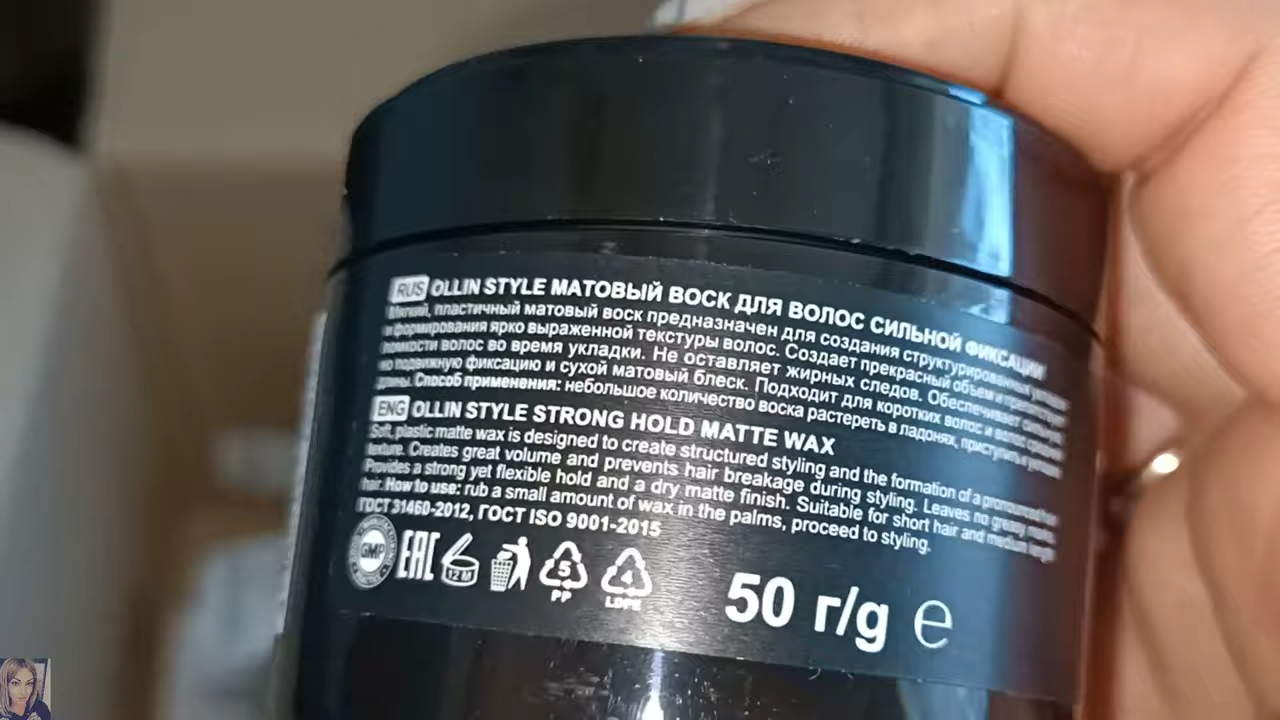 RUS OLLIN STYLE МАТОВЫЙ ВОСК ДЛЯ ВОЛОС СИЛЬНОЙ ФИКСАЦИИ
Мягкий, пластичный матовый воск предназначен для создания структурированных укладок
и формирования ярко выраженной текстуры волос. Создает прекрасный объем и препятствует
ломкости волос во время укладки. Не оставляет жирных следов. Обеспечивает сильную,
но подвижную фиксацию и сухой матовый блеск. Подходит для коротких волос и волос средней
длины. Способ применения: небольшое количество воска растереть в ладонях, приступить к укладке.
ENG OLLIN STYLE STRONG HOLD MATTE WAX
Soft, plastic matte wax is designed to create structured styling and the formation of a pronounced hair
texture. Creates great volume and prevents hair breakage during styling. Leaves no greasy marks.
Provides a strong yet flexible hold and a dry matte finish. Suitable for short hair and medium length
hair. How to use: rub a small amount of wax in the palms, proceed to styling.
ГОСТ 31460-2012, ГОСТ ISO 9001-2015
GMP EAC 12 M 5 4
PP LDPE
50 г/g e